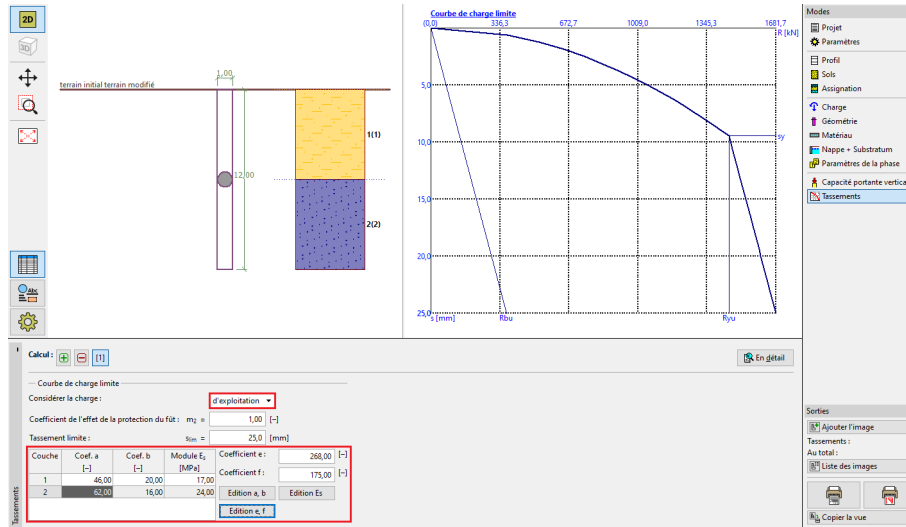 2D
3D
terrain initial terrain modifié
1,00
12,00
1(1)
2(2)
Courbe de charge limite
(0,0) 336,3 672,7 1009,0 1345,3 1681,7
R [kN]
5,0
10,0
15,0
20,0
25,0
sy
s [mm]
Rbu
Ryu
Modes
Projet
Paramètres
Profil
Sols
Assignation
Charge
Géométrie
Matériau
Nappe + Substratum
Paramètres de la phase
Capacité portante vertica
Tassements
Abc
Calcul : [1]
En détail
Courbe de charge limite
Considérer la charge : d'exploitation
Coefficient de l'effet de la protection du fût : m₂ = 1,00 [–]
Tassement limite : sₗᵢₘ = 25,0 [mm]
Couche Coef. a Coef. b Module Eₛ
[–] [–] [MPa]
1 46,00 20,00 17,00
2 62,00 16,00 24,00
Coefficient e : 268,00 [–]
Coefficient f : 175,00 [–]
Edition a, b Edition Es
Edition e, f
Tassements
Sorties
Ajouter l'image
Tassements :
Au total :
Liste des images
Copier la vue